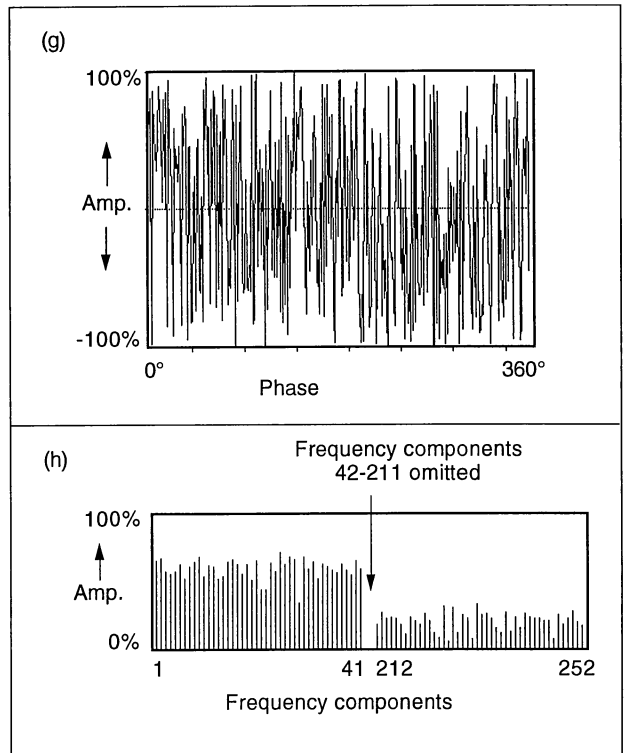 (g)
100%
Amp.
-100%
0°
360°
Phase
(h)
Frequency components
42-211 omitted
100%
Amp.
0%
1
41
212
252
Frequency components